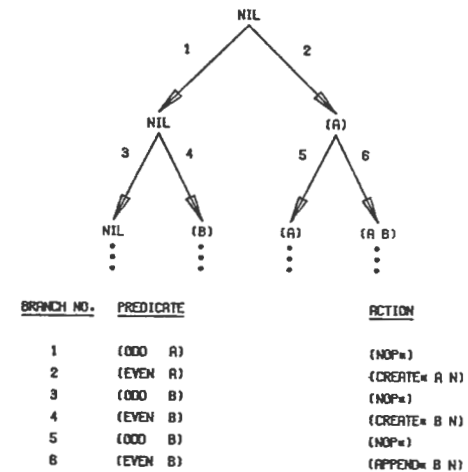 NIL
1 2
NIL (A)
3 4 5 6
NIL (B) (A) (A B)
BRANCH NO. PREDICATE ACTION
1 (ODD A) (NOP*)
2 (EVEN A) (CREATE* A N)
3 (ODD B) (NOP*)
4 (EVEN B) (CREATE* B N)
5 (ODD B) (NOP*)
6 (EVEN B) (APPEND* B N)